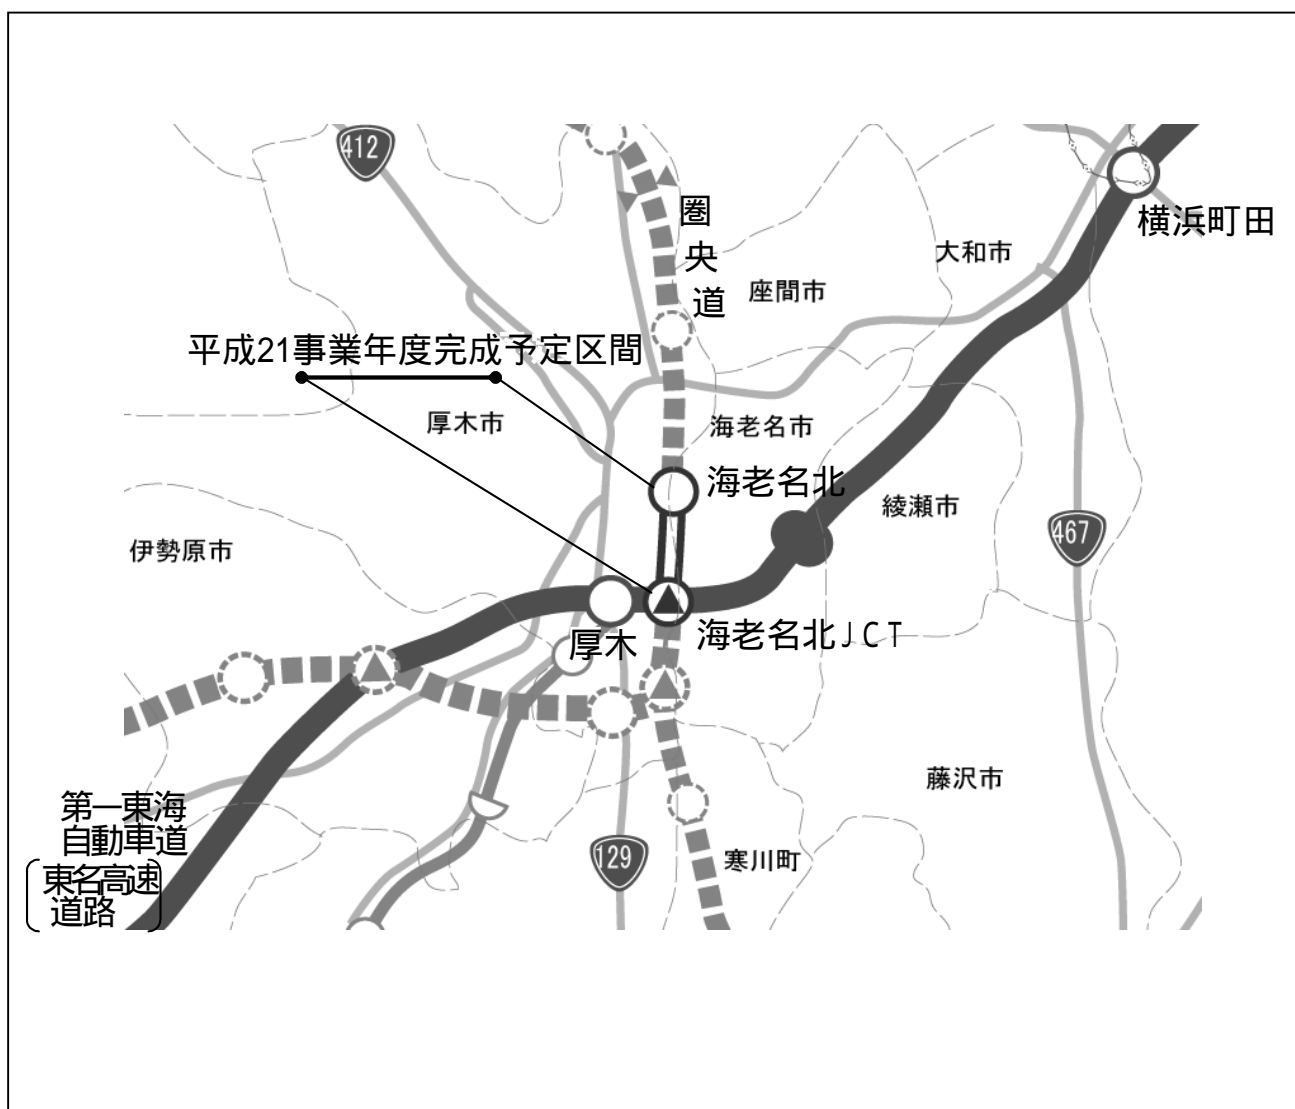 412
圏央道
横浜町田
大和市
座間市
平成21事業年度完成予定区間
厚木市
海老名市
海老名北
綾瀬市
467
伊勢原市
厚木
海老名北JCT
藤沢市
第一東海
自動車道
129
寒川町
東名高速
道路